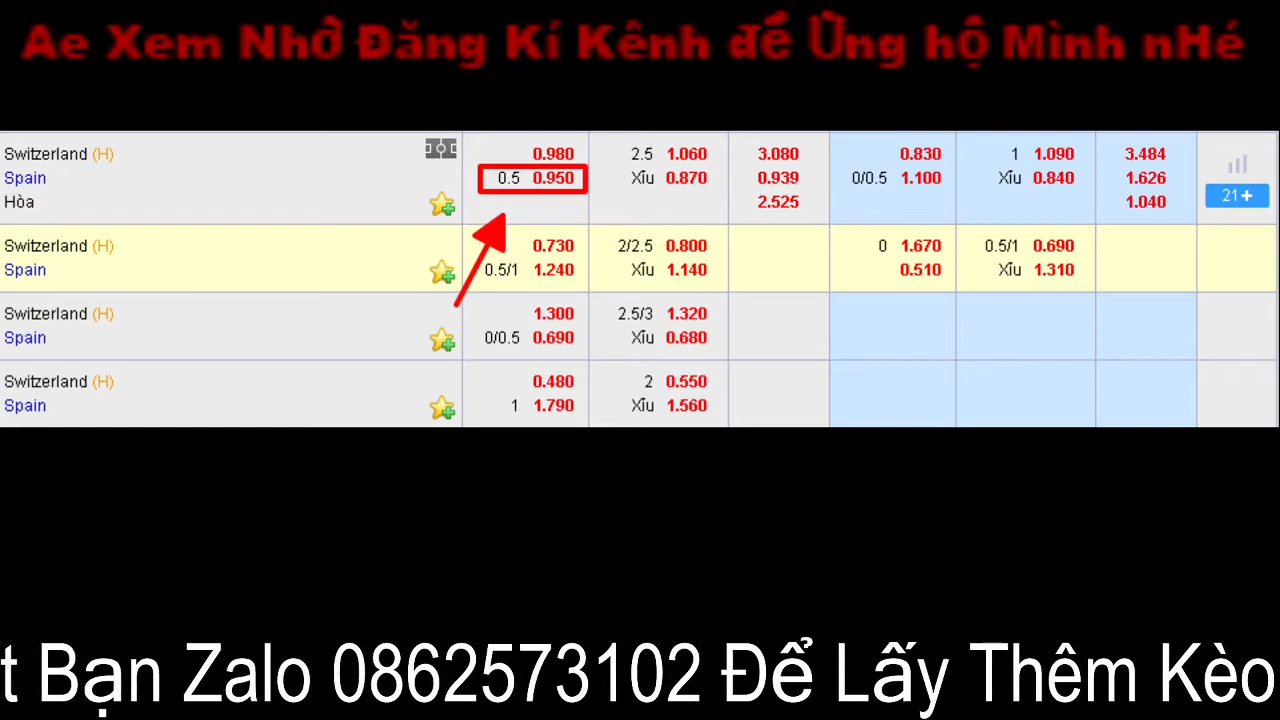 Ae Xem Nhở Đăng Kí Kênh để Ủng hộ Mình nHé
Switzerland (H) 0.980 2.5 1.060 3.080 0.830 1 1.090 3.484
Spain 0.5 0.950 Xỉu 0.870 0.939 0/0.5 1.100 Xỉu 0.840 1.626
Hòa 2.525 1.040 21+
Switzerland (H) 0.730 2/2.5 0.800 0 1.670 0.5/1 0.690
Spain 0.5/1 1.240 Xỉu 1.140 0.510 Xỉu 1.310
Switzerland (H) 1.300 2.5/3 1.320
Spain 0/0.5 0.690 Xỉu 0.680
Switzerland (H) 0.480 2 0.550
Spain 1 1.790 Xỉu 1.560
t Bạn Zalo 0862573102 Để Lấy Thêm Kèo